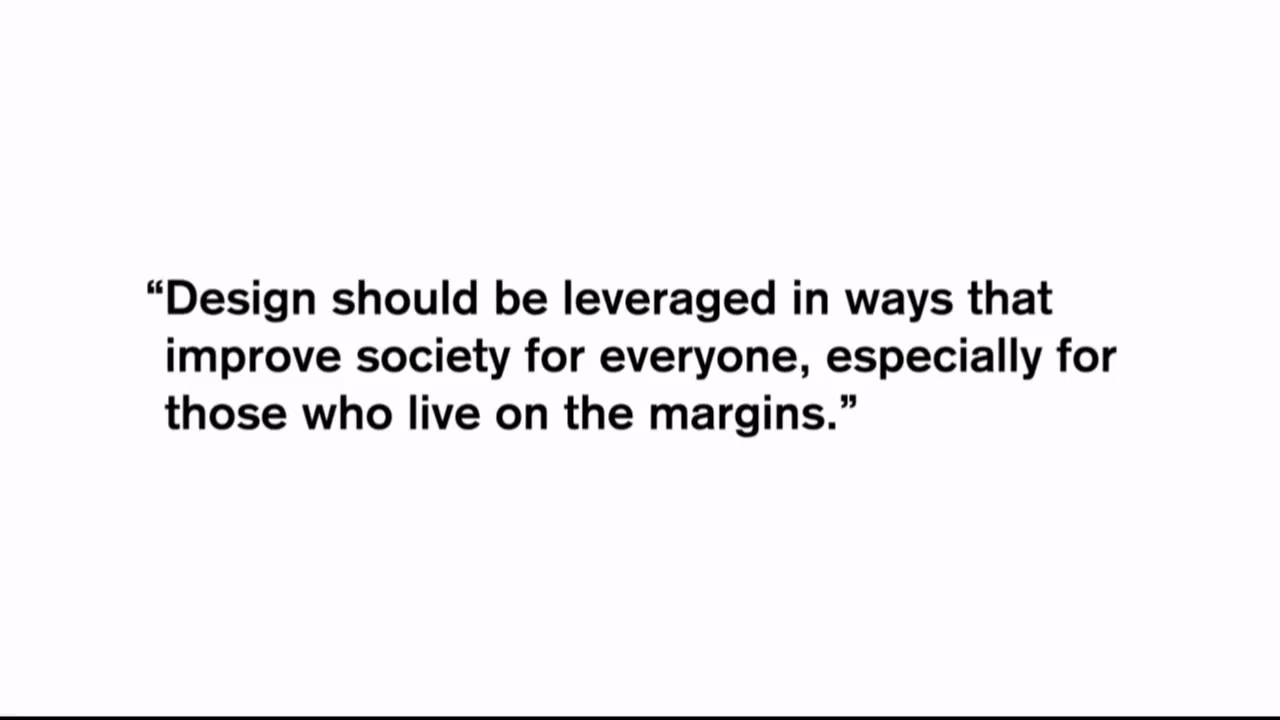 “Design should be leveraged in ways that
improve society for everyone, especially for
those who live on the margins.”